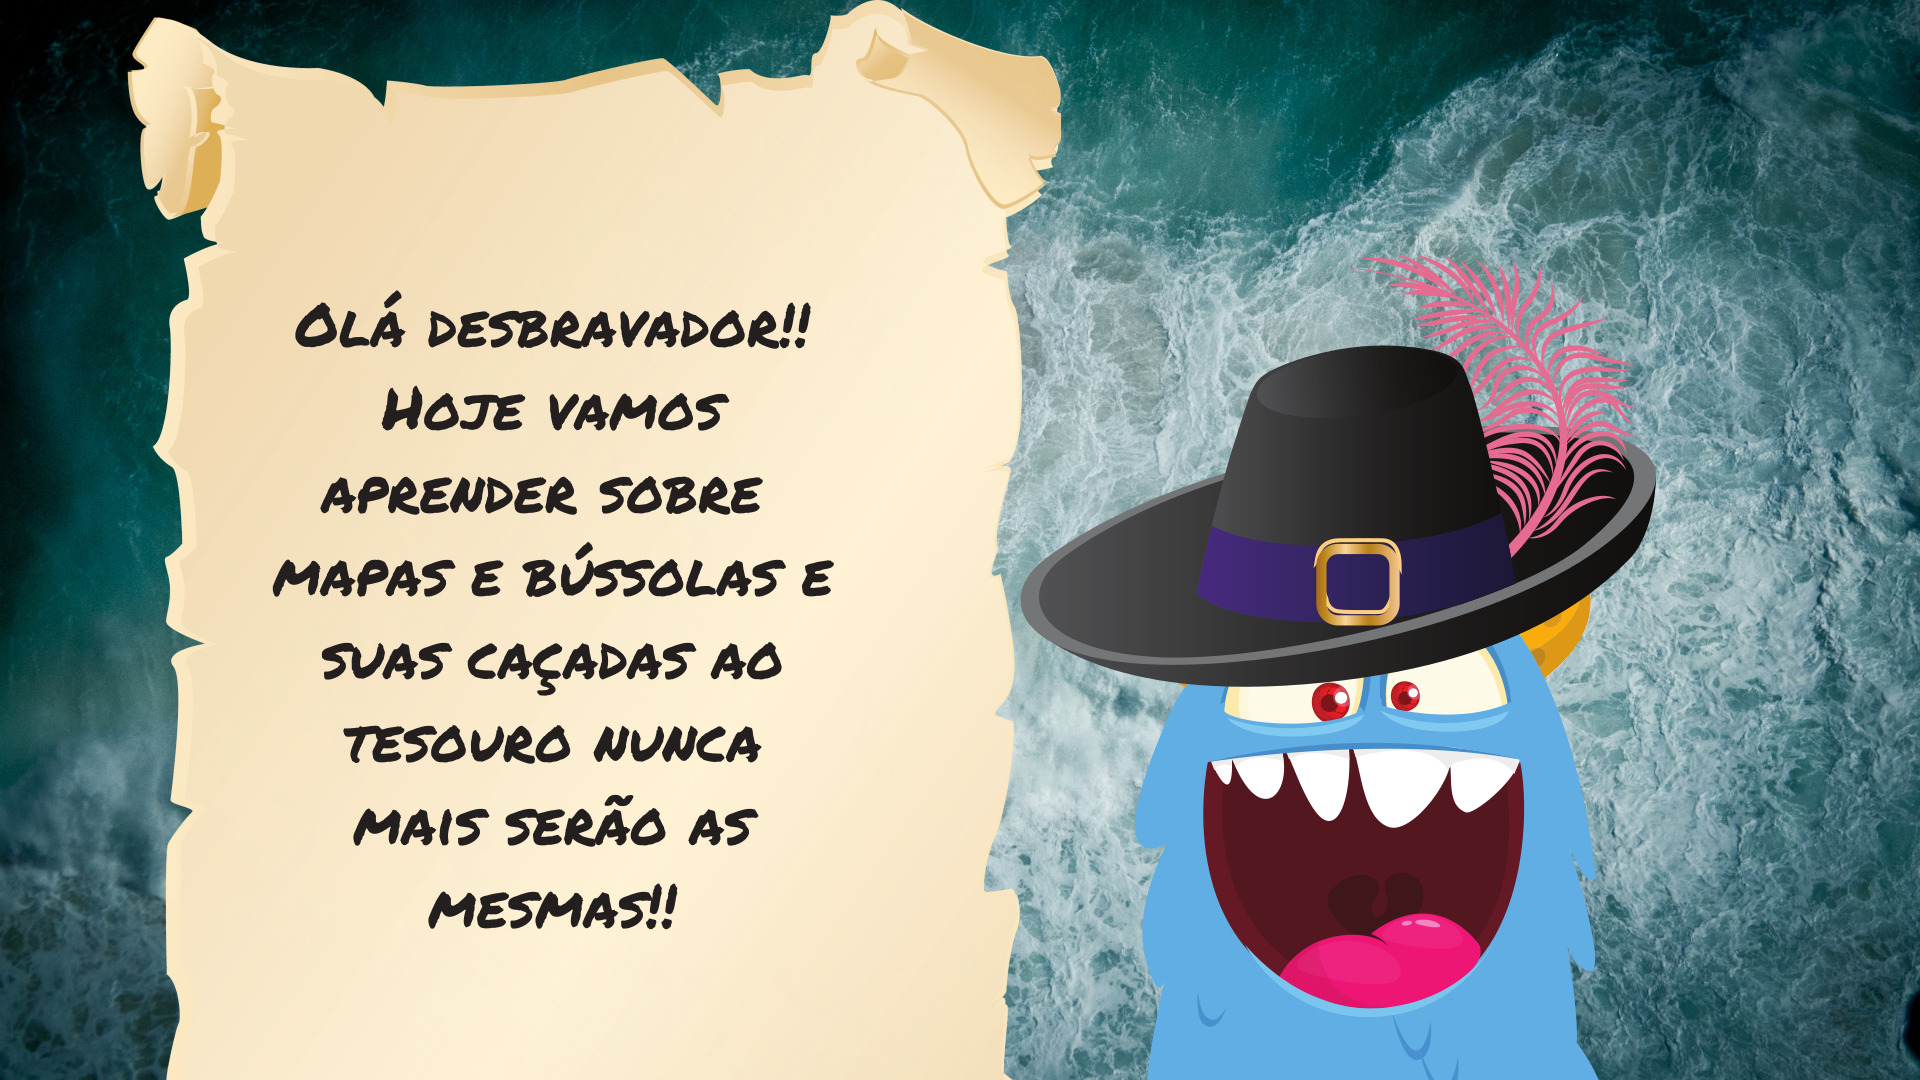 Olá desbravador!!
Hoje vamos
aprender sobre
mapas e bússolas e
suas caçadas ao
tesouro nunca
mais serão as
mesmas!!